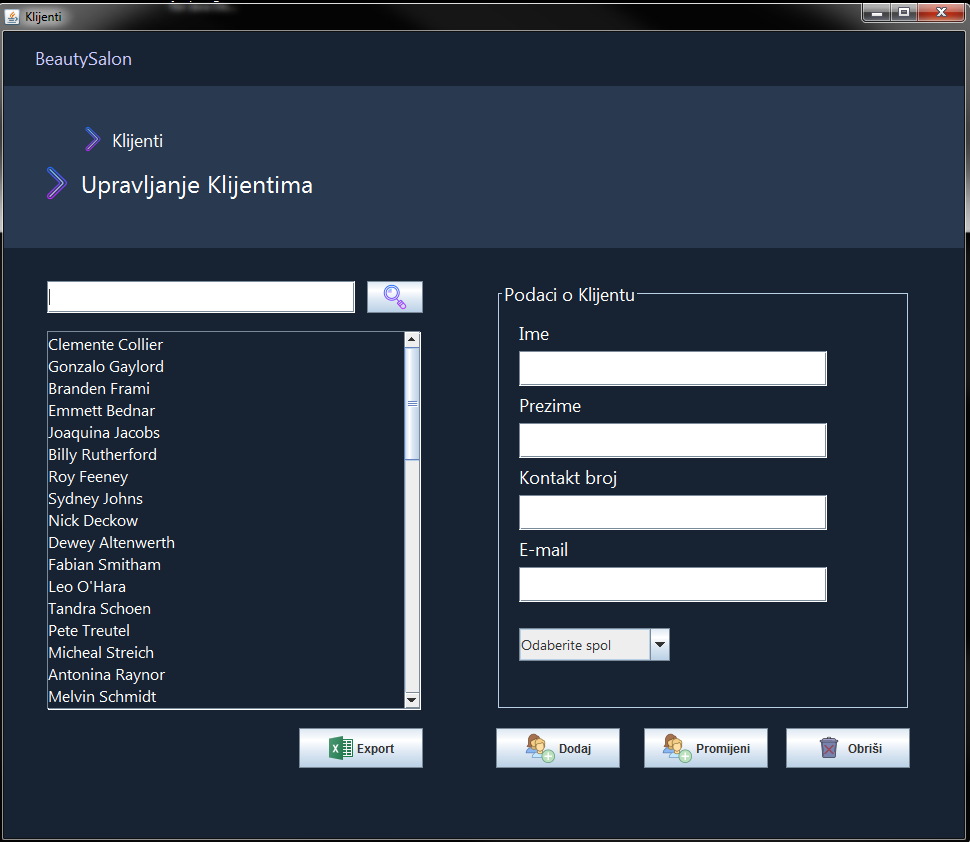 Klijenti
BeautySalon
Klijenti
Upravljanje Klijentima
Clemente Collier
Gonzalo Gaylord
Branden Frami
Emmett Bednar
Joaquina Jacobs
Billy Rutherford
Roy Feeney
Sydney Johns
Nick Deckow
Dewey Altenwerth
Fabian Smitham
Leo O'Hara
Tandra Schoen
Pete Treutel
Micheal Streich
Antonina Raynor
Melvin Schmidt
X Export
Podaci o Klijentu
Ime
Prezime
Kontakt broj
E-mail
Odaberite spol
Dodaj
Promijeni
Obriši